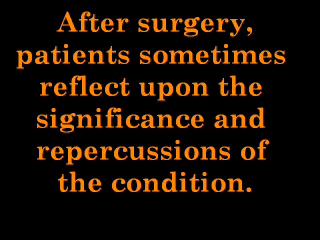 After surgery,
patients sometimes
reflect upon the
significance and
repercussions of
the condition.